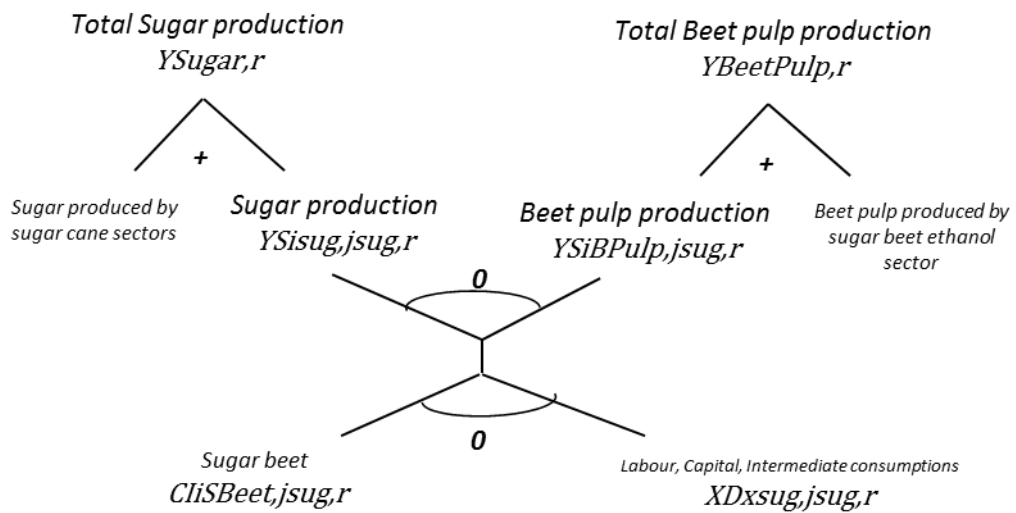 Total Sugar production
YSugar,r
Total Beet pulp production
YBeetPulp,r
+
+
Sugar produced by
sugar cane sectors
Sugar production
YSisug,jsug,r
Beet pulp production
YSiBPulp,jsug,r
Beet pulp produced by
sugar beet ethanol
sector
0
0
Sugar beet
CIiSBeet,jsug,r
Labour, Capital, Intermediate consumptions
XDxsug,jsug,r